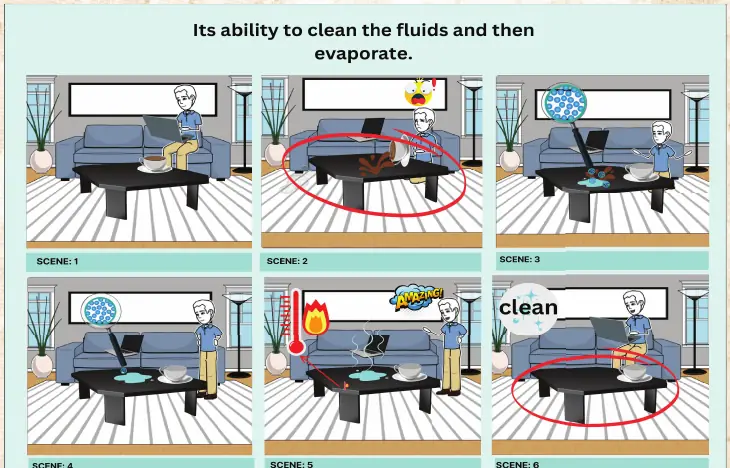 Its ability to clean the fluids and then
evaporate.
SCENE: 1
SCENE: 2
SCENE: 3
AMAZING!
clean
SCENE: 4
SCENE: 5
SCENE: 6